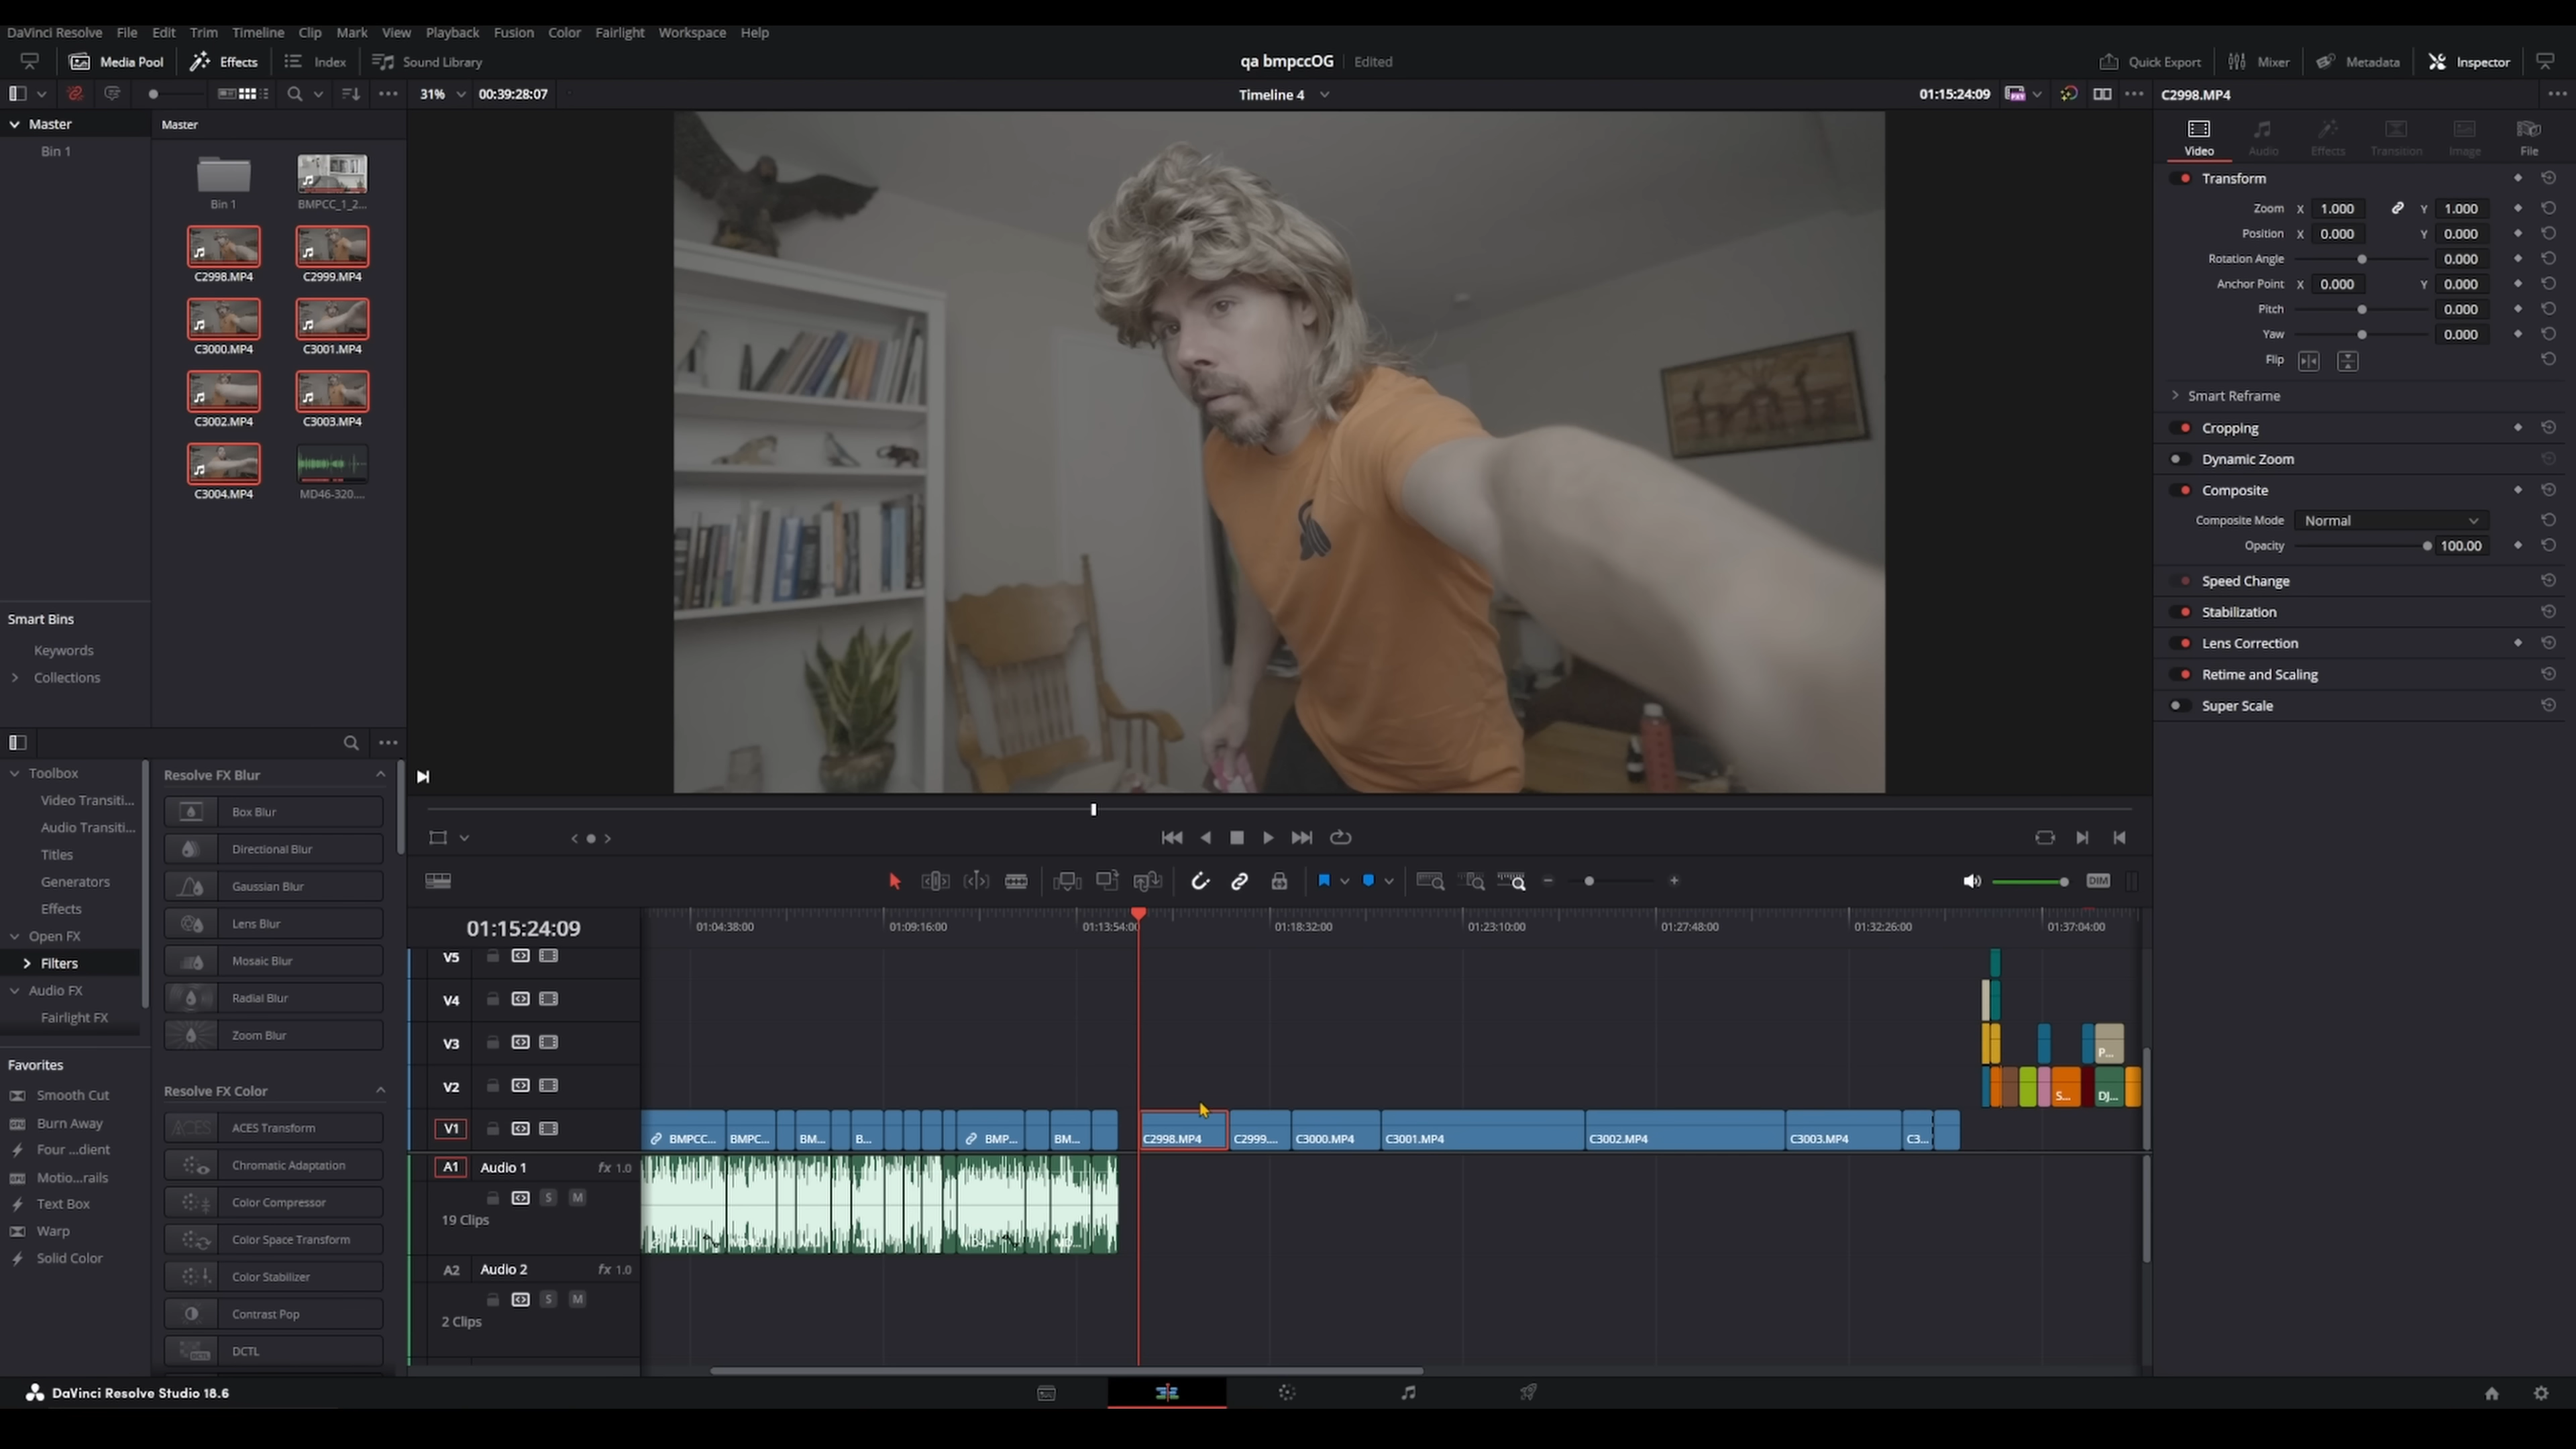 DaVinci Resolve File Edit Trim Timeline Clip Mark View Playback Fusion Color Fairlight Workspace Help
Media Pool Effects Index Sound Library qa bmpccOG Edited Quick Export Mixer Metadata Inspector
31% 00:39:28:07 Timeline 4 01:15:24:09 C2998.MP4
Master Master
Bin 1
Bin 1 BMPCC_1_2...
C2998.MP4 C2999.MP4
C3000.MP4 C3001.MP4
C3002.MP4 C3003.MP4
C3004.MP4 MD46-320....
Smart Bins
Keywords
Collections
Video Audio Effects Transition Image File
Transform
Zoom X 1.000 Y 1.000
Position X 0.000 Y 0.000
Rotation Angle 0.000
Anchor Point X 0.000 Y 0.000
Pitch 0.000
Yaw 0.000
Flip
Smart Reframe
Cropping
Dynamic Zoom
Composite
Composite Mode Normal
Opacity 100.00
Speed Change
Stabilization
Lens Correction
Retime and Scaling
Super Scale
Toolbox
Video Transiti...
Audio Transiti...
Titles
Generators
Effects
Open FX
Filters
Audio FX
Fairlight FX
Favorites
Smooth Cut
Burn Away
Four ...dient
Motio...rails
Text Box
Warp
Solid Color
Resolve FX Blur
Box Blur
Directional Blur
Gaussian Blur
Lens Blur
Mosaic Blur
Radial Blur
Zoom Blur
Resolve FX Color
ACES Transform
Chromatic Adaptation
Color Compressor
Color Space Transform
Color Stabilizer
Contrast Pop
DCTL
DIM
01:15:24:09 01:04:38:00 01:09:16:00 01:13:54:00 01:18:32:00 01:23:10:00 01:27:48:00 01:32:26:00 01:37:04:00
V5
V4
V3 P...
V2 S... DJ...
V1 BMPCC... BMPC... BM... B... BMP... BM... C2998.MP4 C2999.... C3000.MP4 C3001.MP4 C3002.MP4 C3003.MP4 C3...
A1 Audio 1 fx 1.0
S M
19 Clips
A2 Audio 2 fx 1.0
S M
2 Clips
DaVinci Resolve Studio 18.6